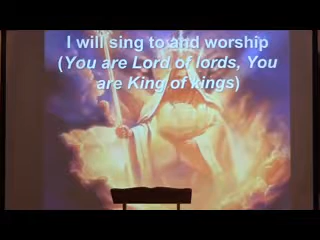 I will sing to and worship
(You are Lord of lords, You
are King of kings)